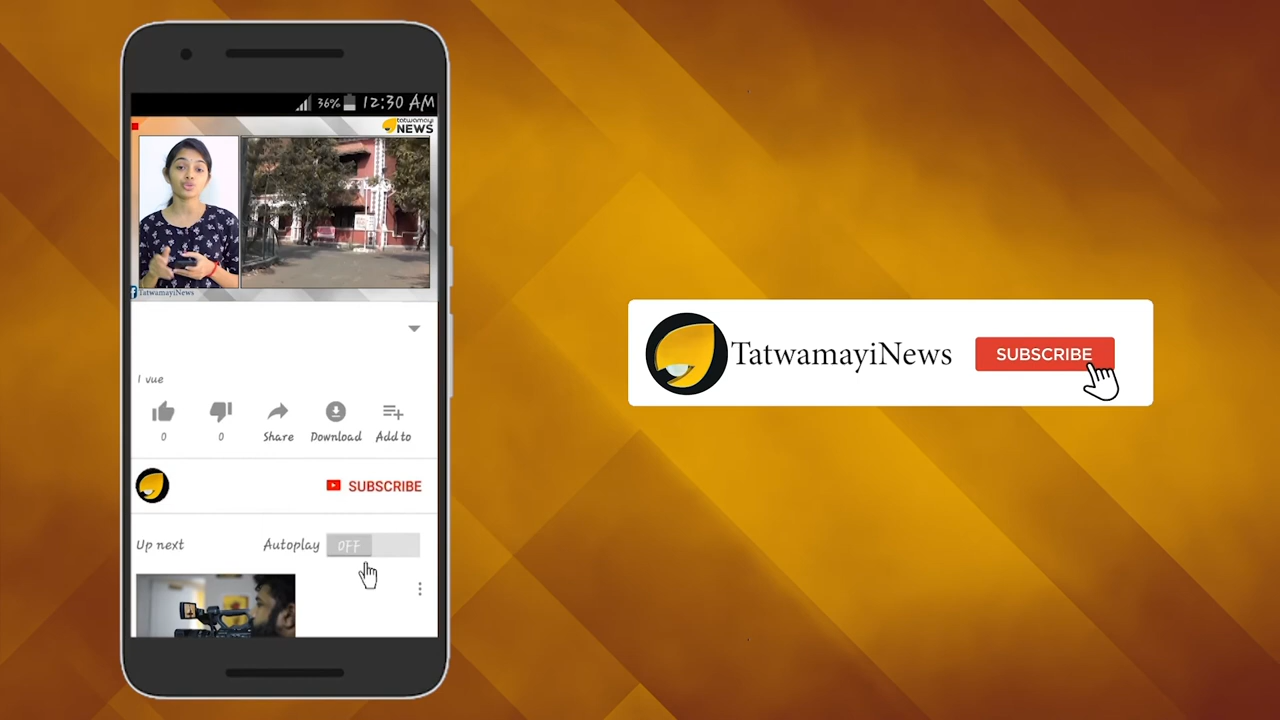 36% 12:30 AM
tatwamayi
NEWS
TatwamayiNews
1 vue
0 0 Share Download Add to
SUBSCRIBE
Up next Autoplay OFF
TatwamayiNews SUBSCRIBE